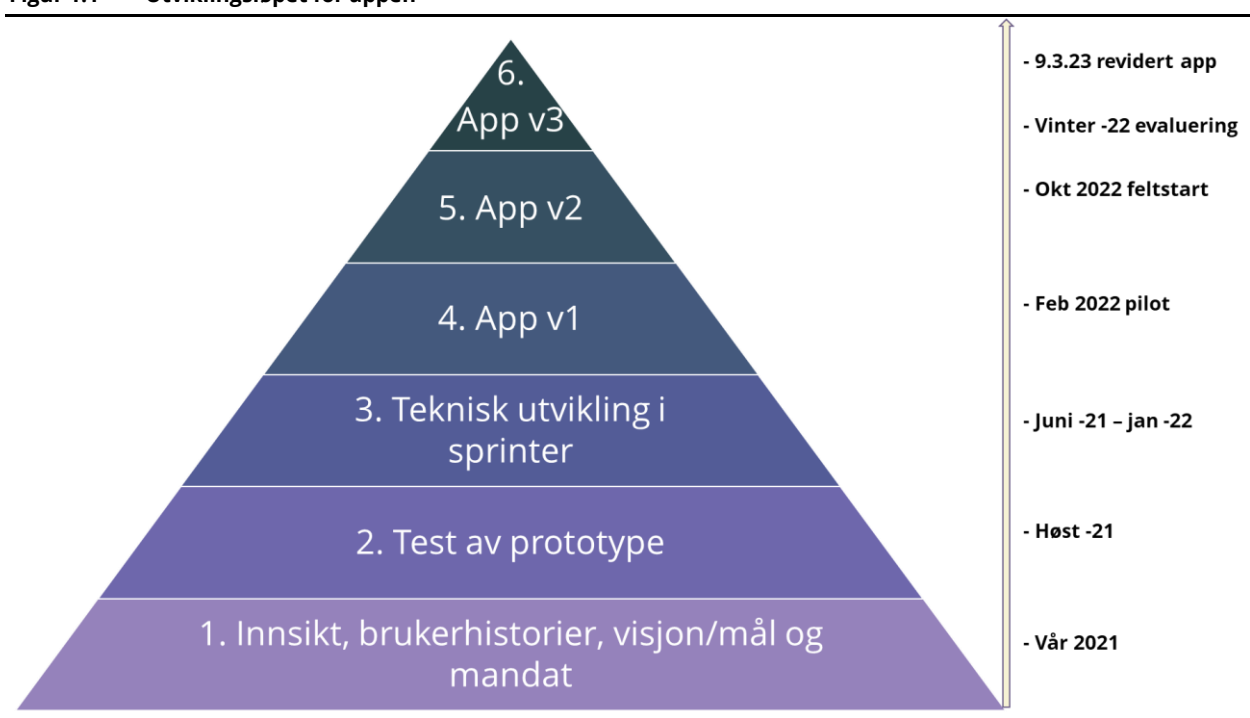 6.
App v3
5. App v2
4. App v1
3. Teknisk utvikling i
sprinter
2. Test av prototype
1. Innsikt, brukerhistorier, visjon/mål og
mandat
- 9.3.23 revidert app
- Vinter -22 evaluering
- Okt 2022 feltstart
- Feb 2022 pilot
- Juni -21 – jan -22
- Høst -21
- Vår 2021